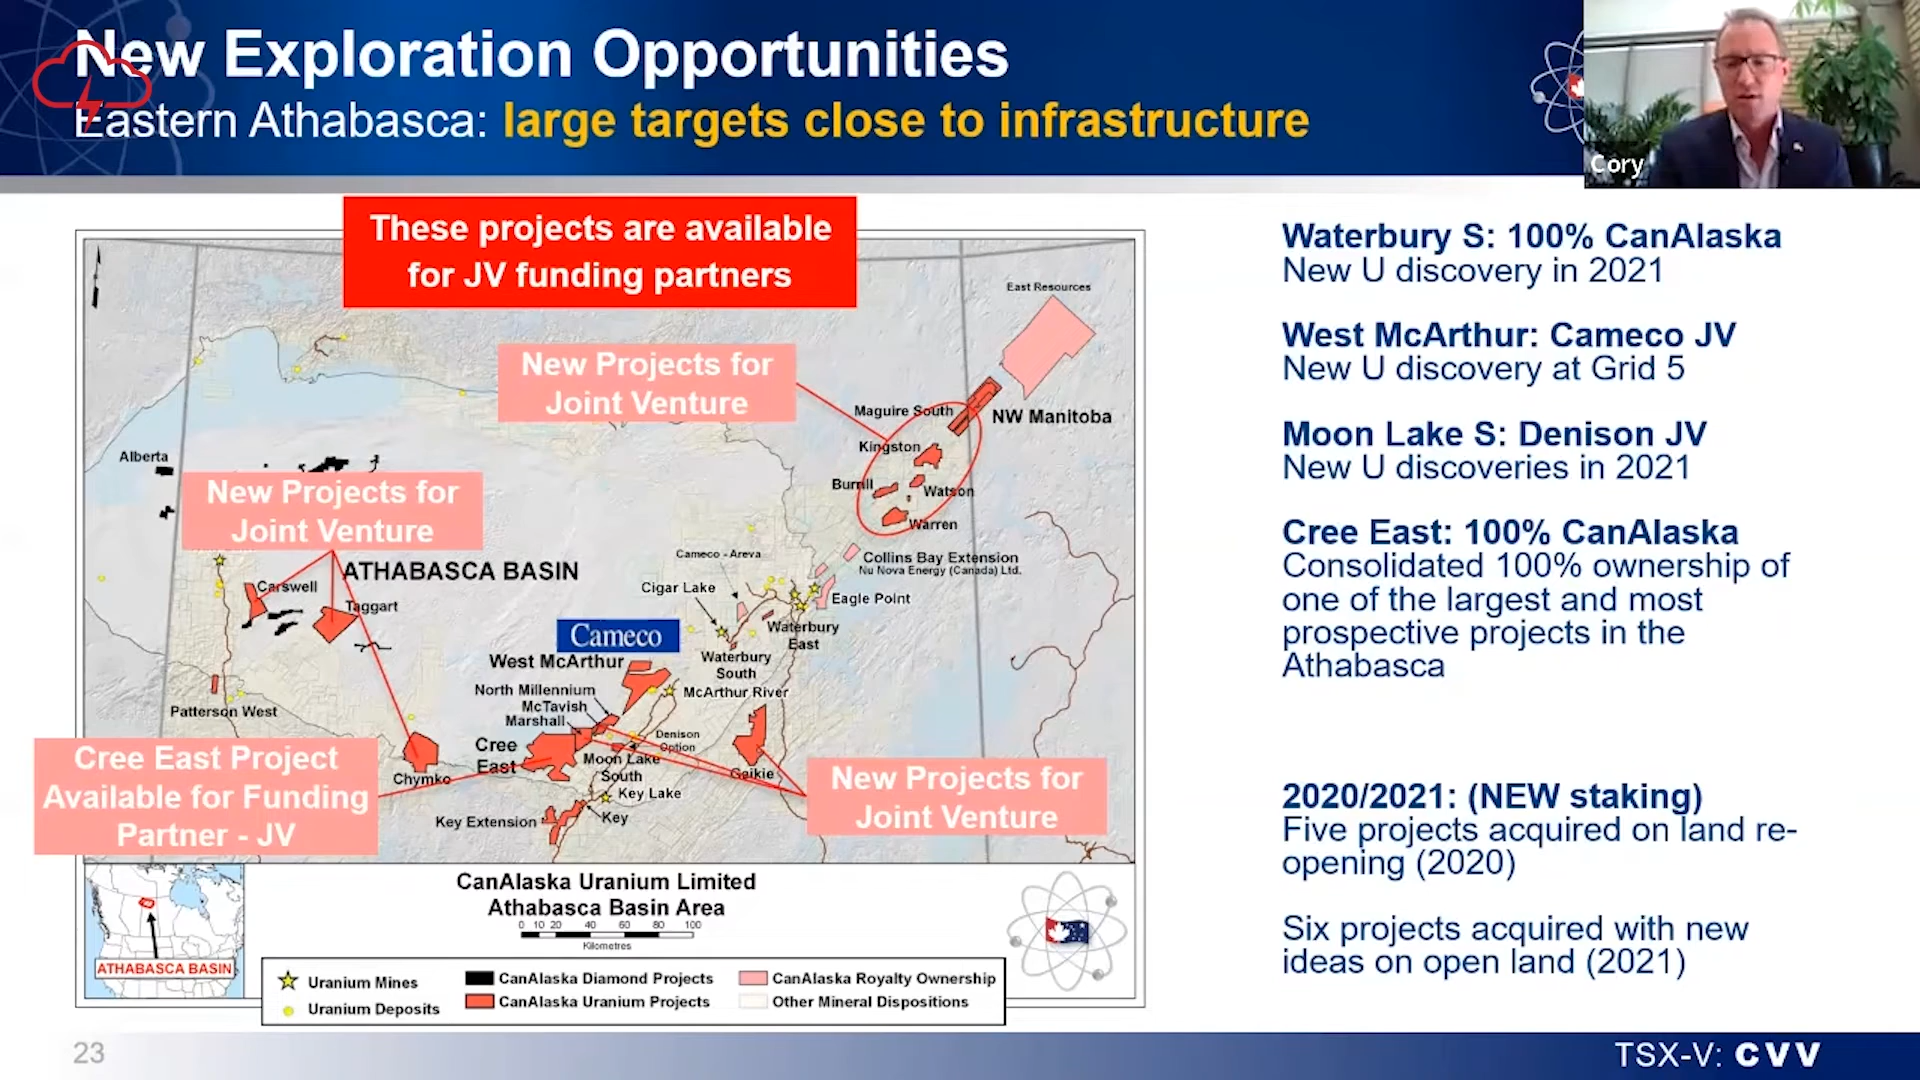 New Exploration Opportunities
Eastern Athabasca: large targets close to infrastructure
Cory
These projects are available
for JV funding partners
East Resources
New Projects for
Joint Venture
Maguire South
NW Manitoba
Kingston
Alberta
Burrill
Watson
Warren
New Projects for
Joint Venture
Cameco - Areva
Collins Bay Extension
Nu Nova Energy (Canada) Ltd.
ATHABASCA BASIN
Carswell
Cigar Lake
Eagle Point
Taggart
Cameco
Waterbury
East
West McArthur
Waterbury
South
North Millennium
McArthur River
McTavish
Patterson West
Marshall
Denison
Option
Cree
East
Moon Lake
South
Geikie
Chymko
Key Lake
Key Extension
Key
Cree East Project
Available for Funding
Partner - JV
New Projects for
Joint Venture
CanAlaska Uranium Limited
Athabasca Basin Area
0 10 20 40 60 80 100
Kilometres
ATHABASCA BASIN
Uranium Mines
Uranium Deposits
CanAlaska Diamond Projects
CanAlaska Uranium Projects
CanAlaska Royalty Ownership
Other Mineral Dispositions
Waterbury S: 100% CanAlaska
New U discovery in 2021
West McArthur: Cameco JV
New U discovery at Grid 5
Moon Lake S: Denison JV
New U discoveries in 2021
Cree East: 100% CanAlaska
Consolidated 100% ownership of
one of the largest and most
prospective projects in the
Athabasca
2020/2021: (NEW staking)
Five projects acquired on land re-
opening (2020)
Six projects acquired with new
ideas on open land (2021)
23
TSX-V: CVV